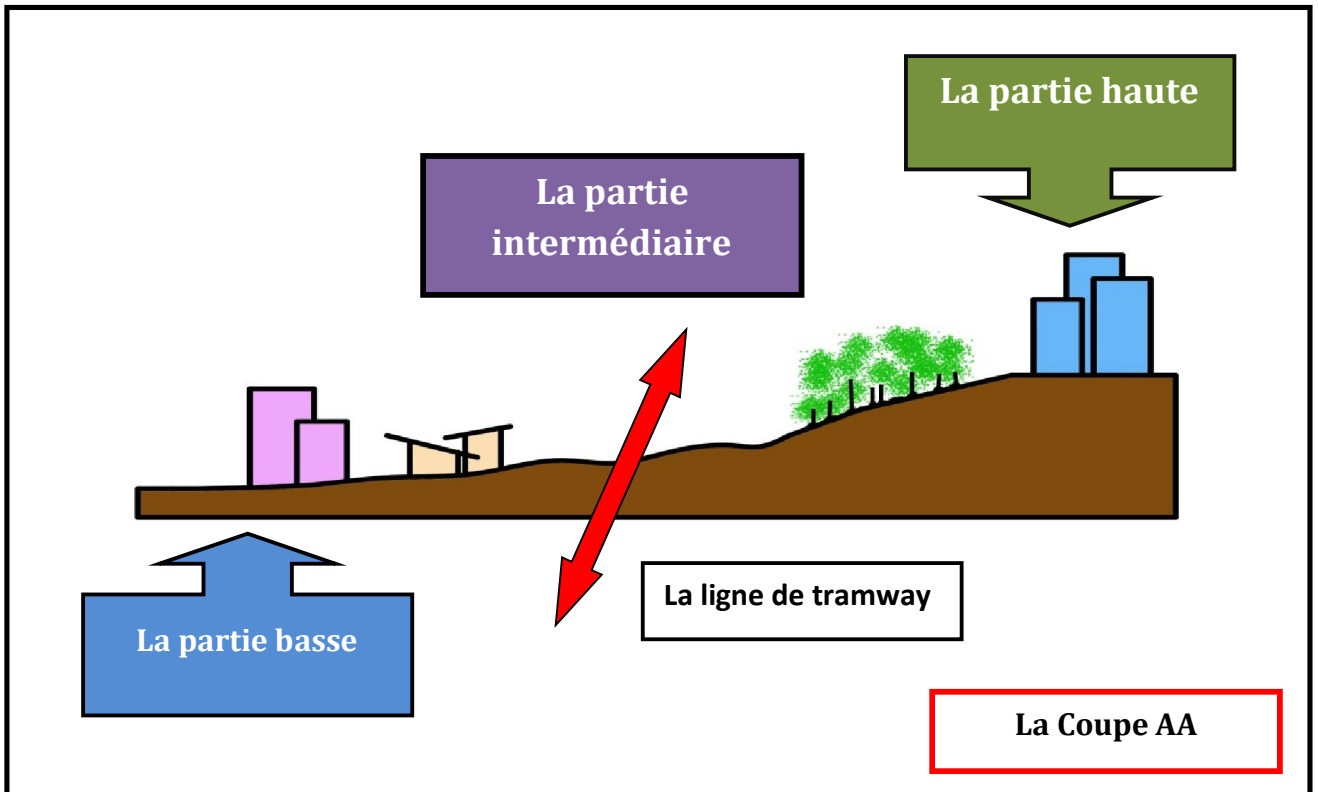 La partie haute
La partie
intermédiaire
La ligne de tramway
La partie basse
La Coupe AA